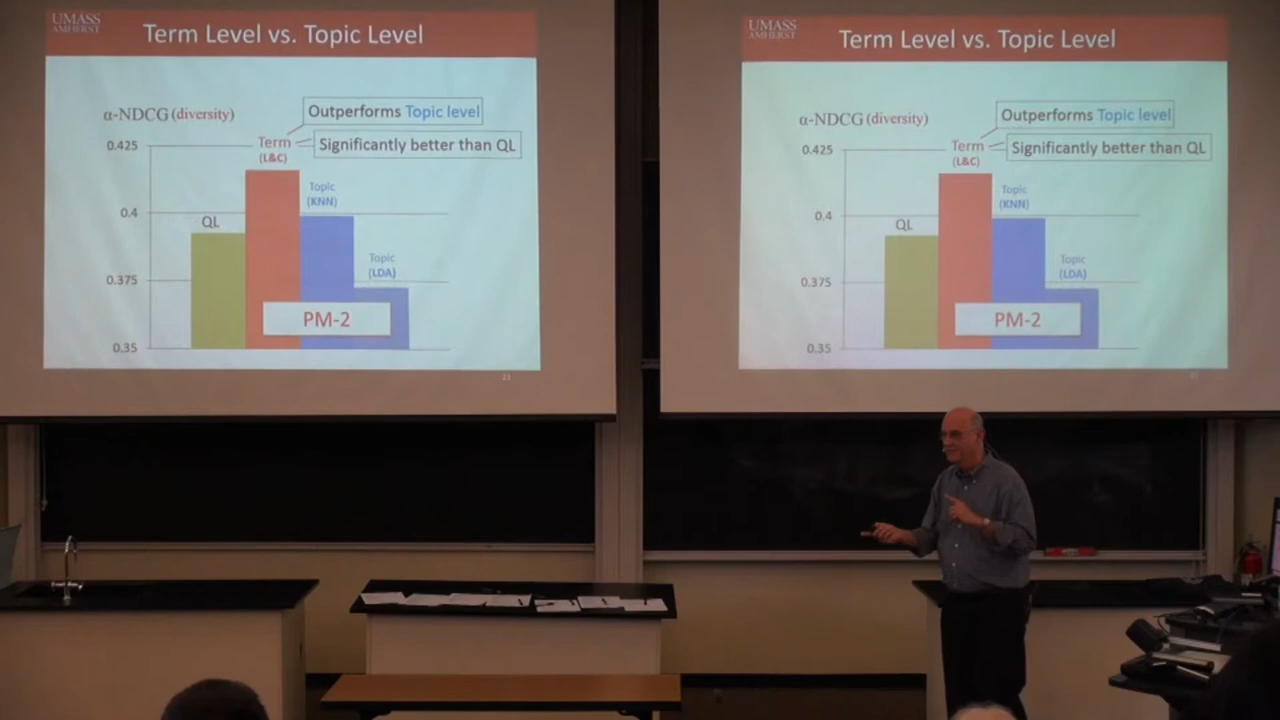 UMASS
AMHERST
Term Level vs. Topic Level
α-NDCG (diversity)
Outperforms Topic level
Significantly better than QL
Term
(L&C)
0.425
Topic
(KNN)
0.4
QL
Topic
(LDA)
0.375
PM-2
0.35
21
UMASS
AMHERST
Term Level vs. Topic Level
α-NDCG (diversity)
Outperforms Topic level
Significantly better than QL
Term
(L&C)
0.425
Topic
(KNN)
0.4
QL
Topic
(LDA)
0.375
PM-2
0.35